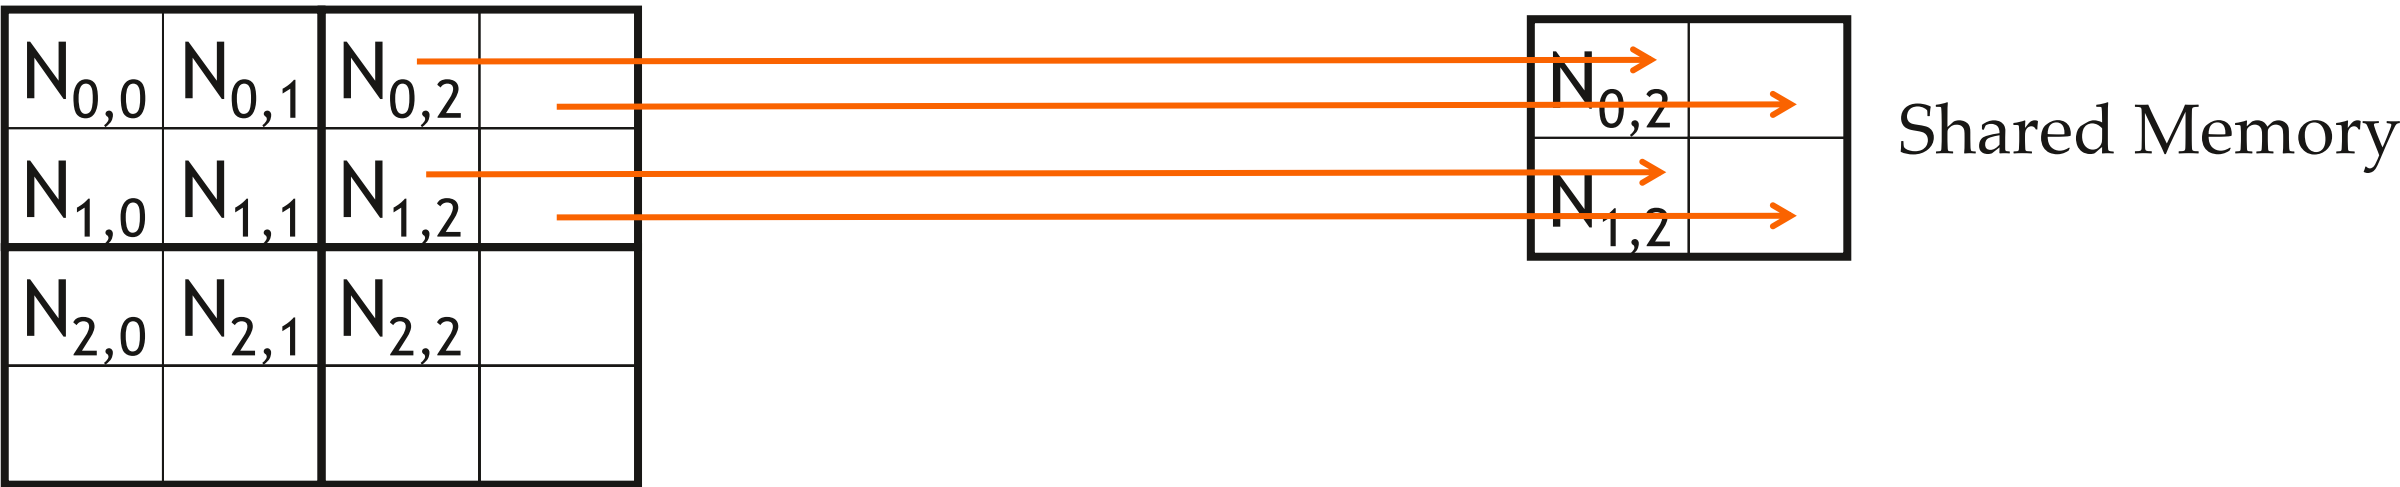 N0,0 N0,1 N0,2
N1,0 N1,1 N1,2
N2,0 N2,1 N2,2
N0,2
N1,2
Shared Memory